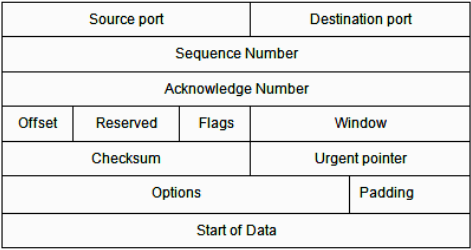 Source port Destination port
Sequence Number
Acknowledge Number
Offset Reserved Flags Window
Checksum Urgent pointer
Options Padding
Start of Data